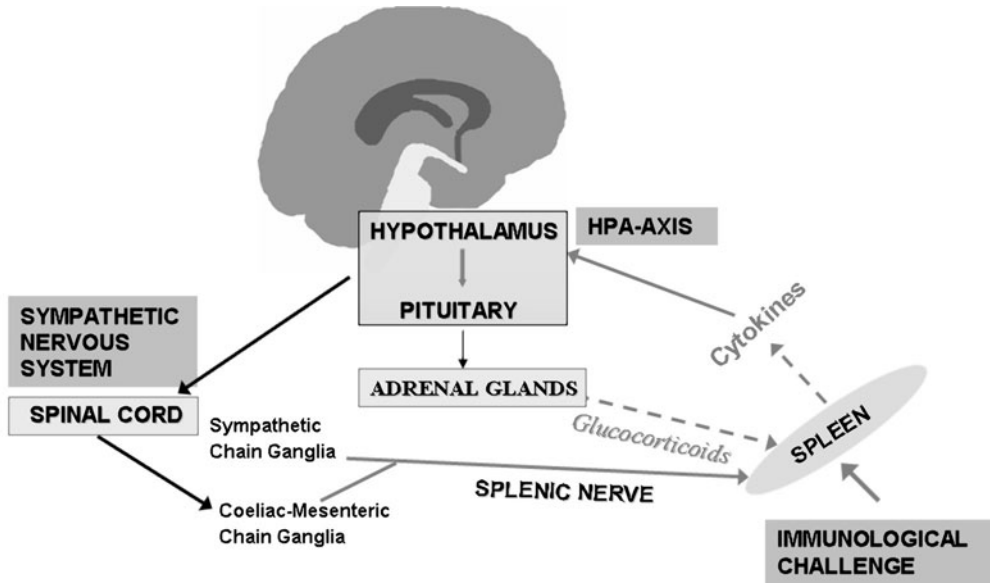 HYPOTHALAMUS
HPA-AXIS
PITUITARY
SYMPATHETIC
NERVOUS
SYSTEM
Cytokines
ADRENAL GLANDS
SPINAL CORD
Sympathetic
Chain Ganglia
Glucocorticoids
SPLEEN
SPLENIC NERVE
Coeliac-Mesenteric
Chain Ganglia
IMMUNOLOGICAL
CHALLENGE